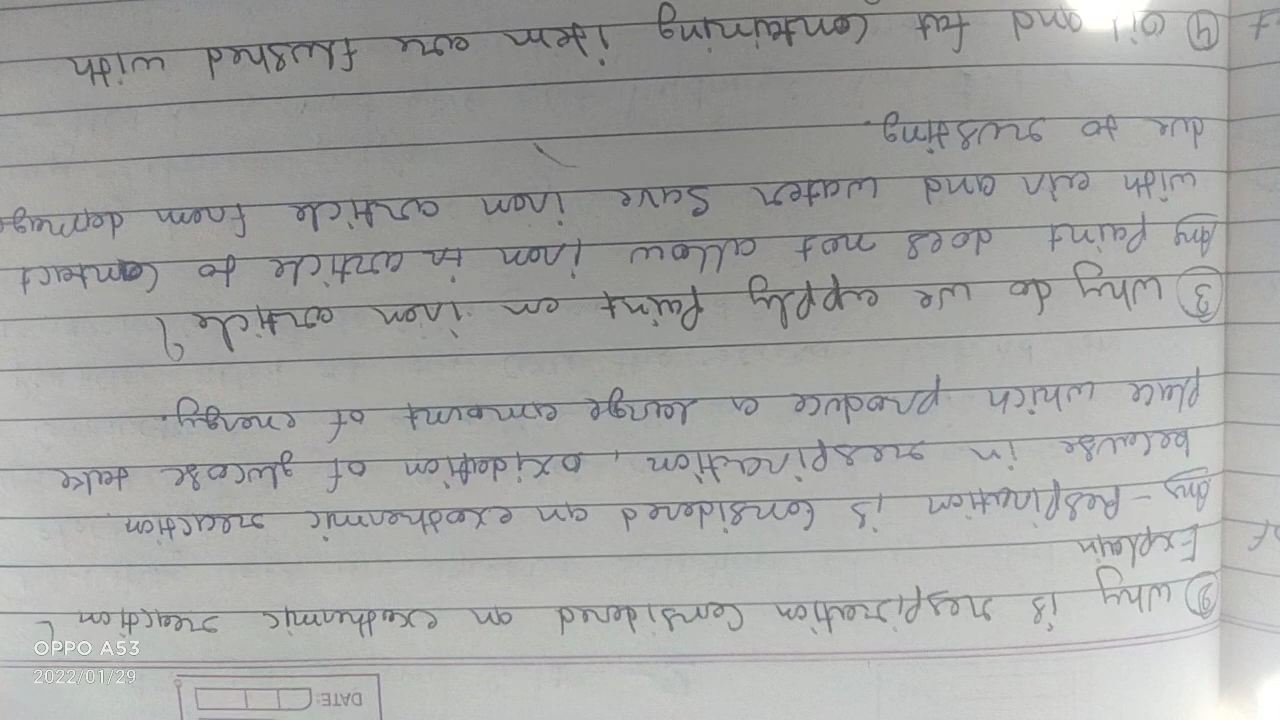 DATE:
② Why is respiration considered an exothermic reaction
Explain
Ans - Respiration is considered an exothermic reaction
because in respiration, oxidation of glucose take
place which produce a large amount of energy.
③ Why do we apply paint on iron article?
Ans Paint does not allow iron in article to contact
with air and water save iron article from
due to rusting.
④ Oil and fat containing item are flushed with
OPPO A53
2022/01/29